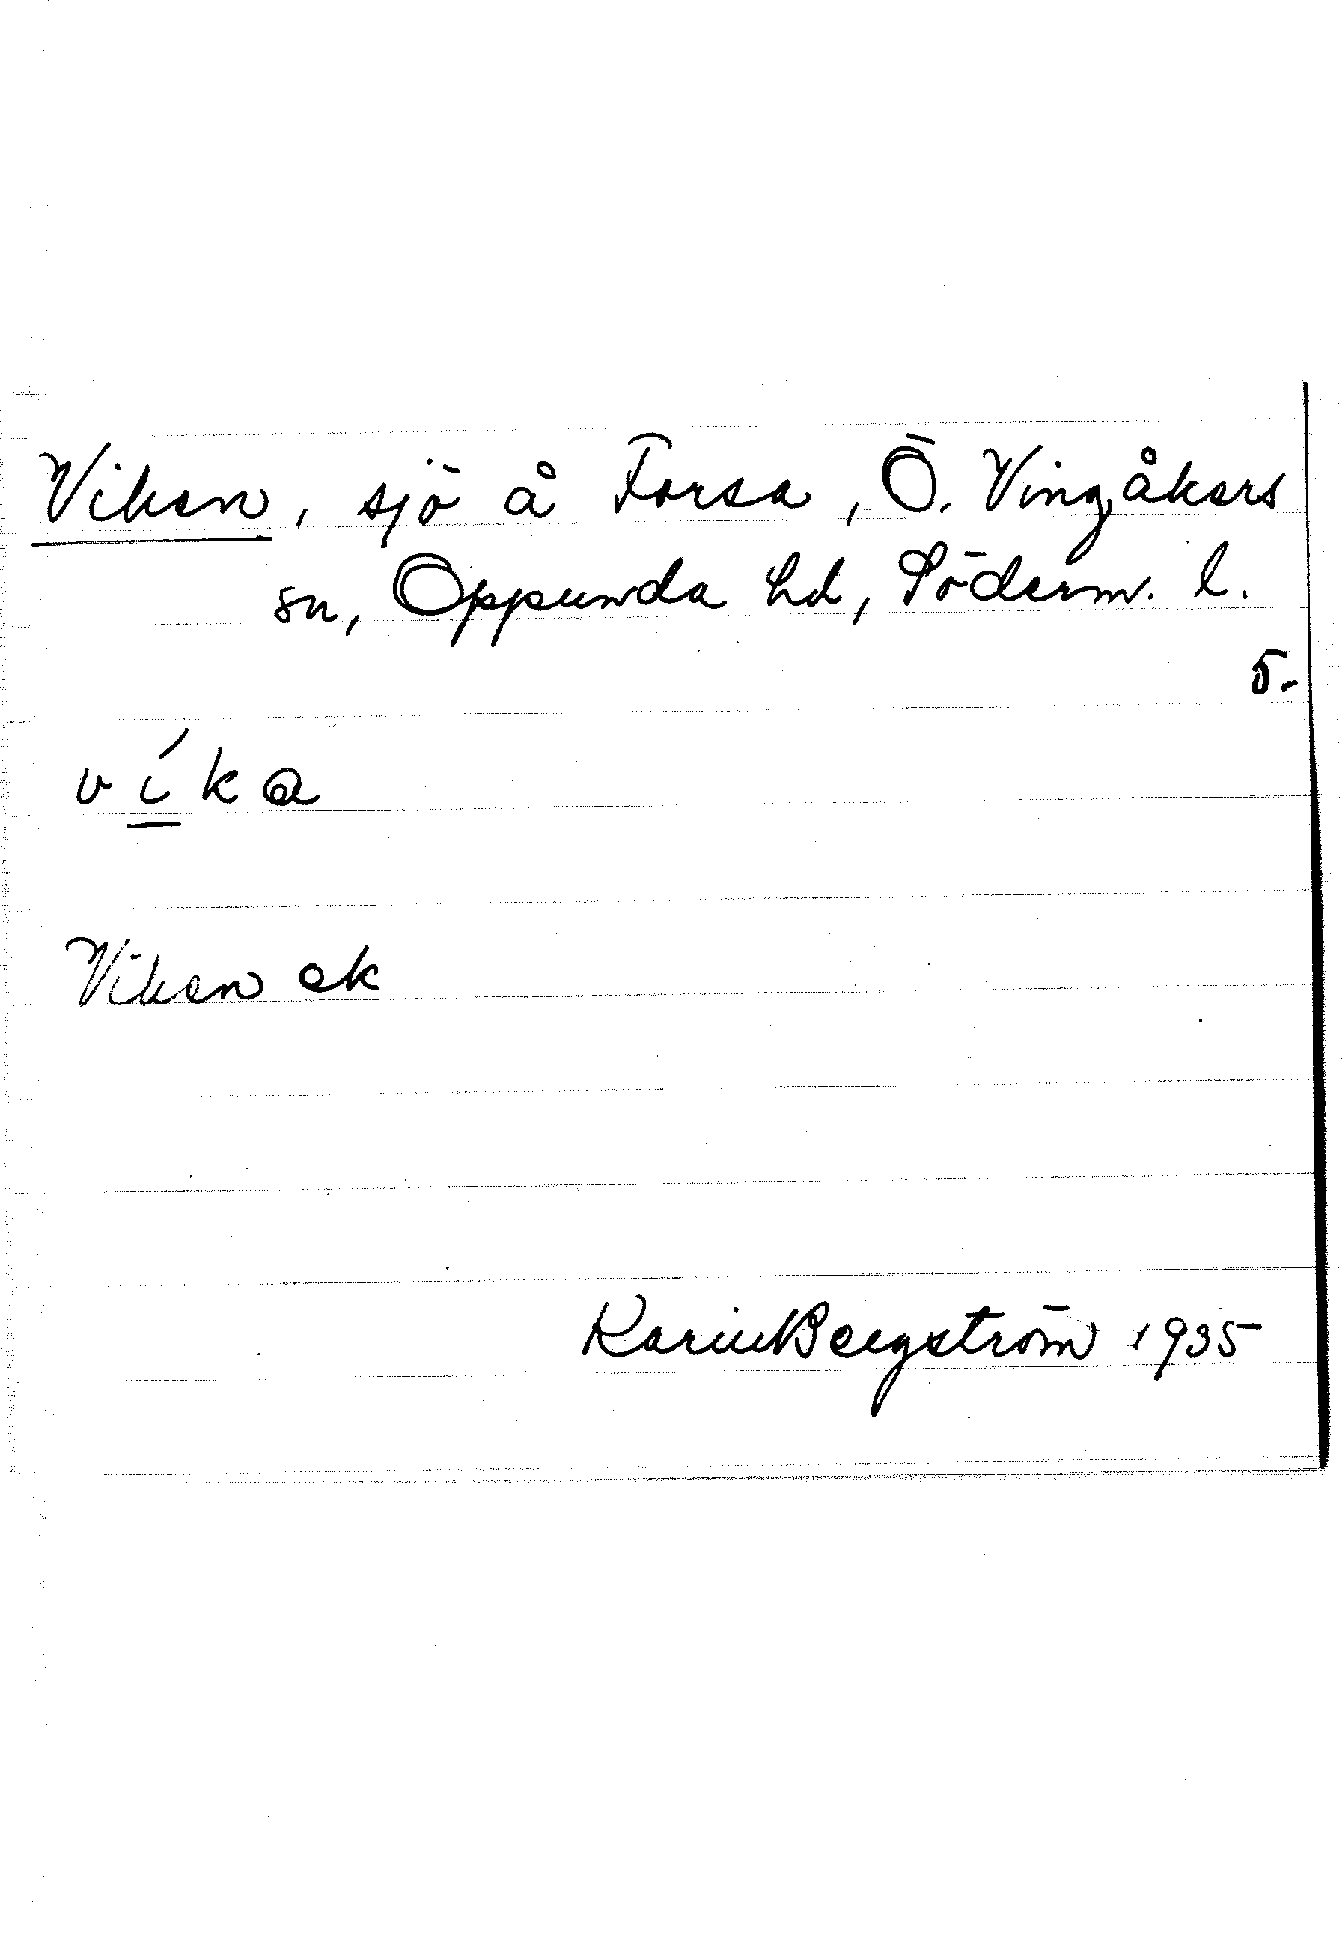 Viken, sjö å Forsa, Ö. Vingåkers
sn, Oppunda hd, Söderm. l.
5.
víka
Viken ek
Karin Bergström 1935